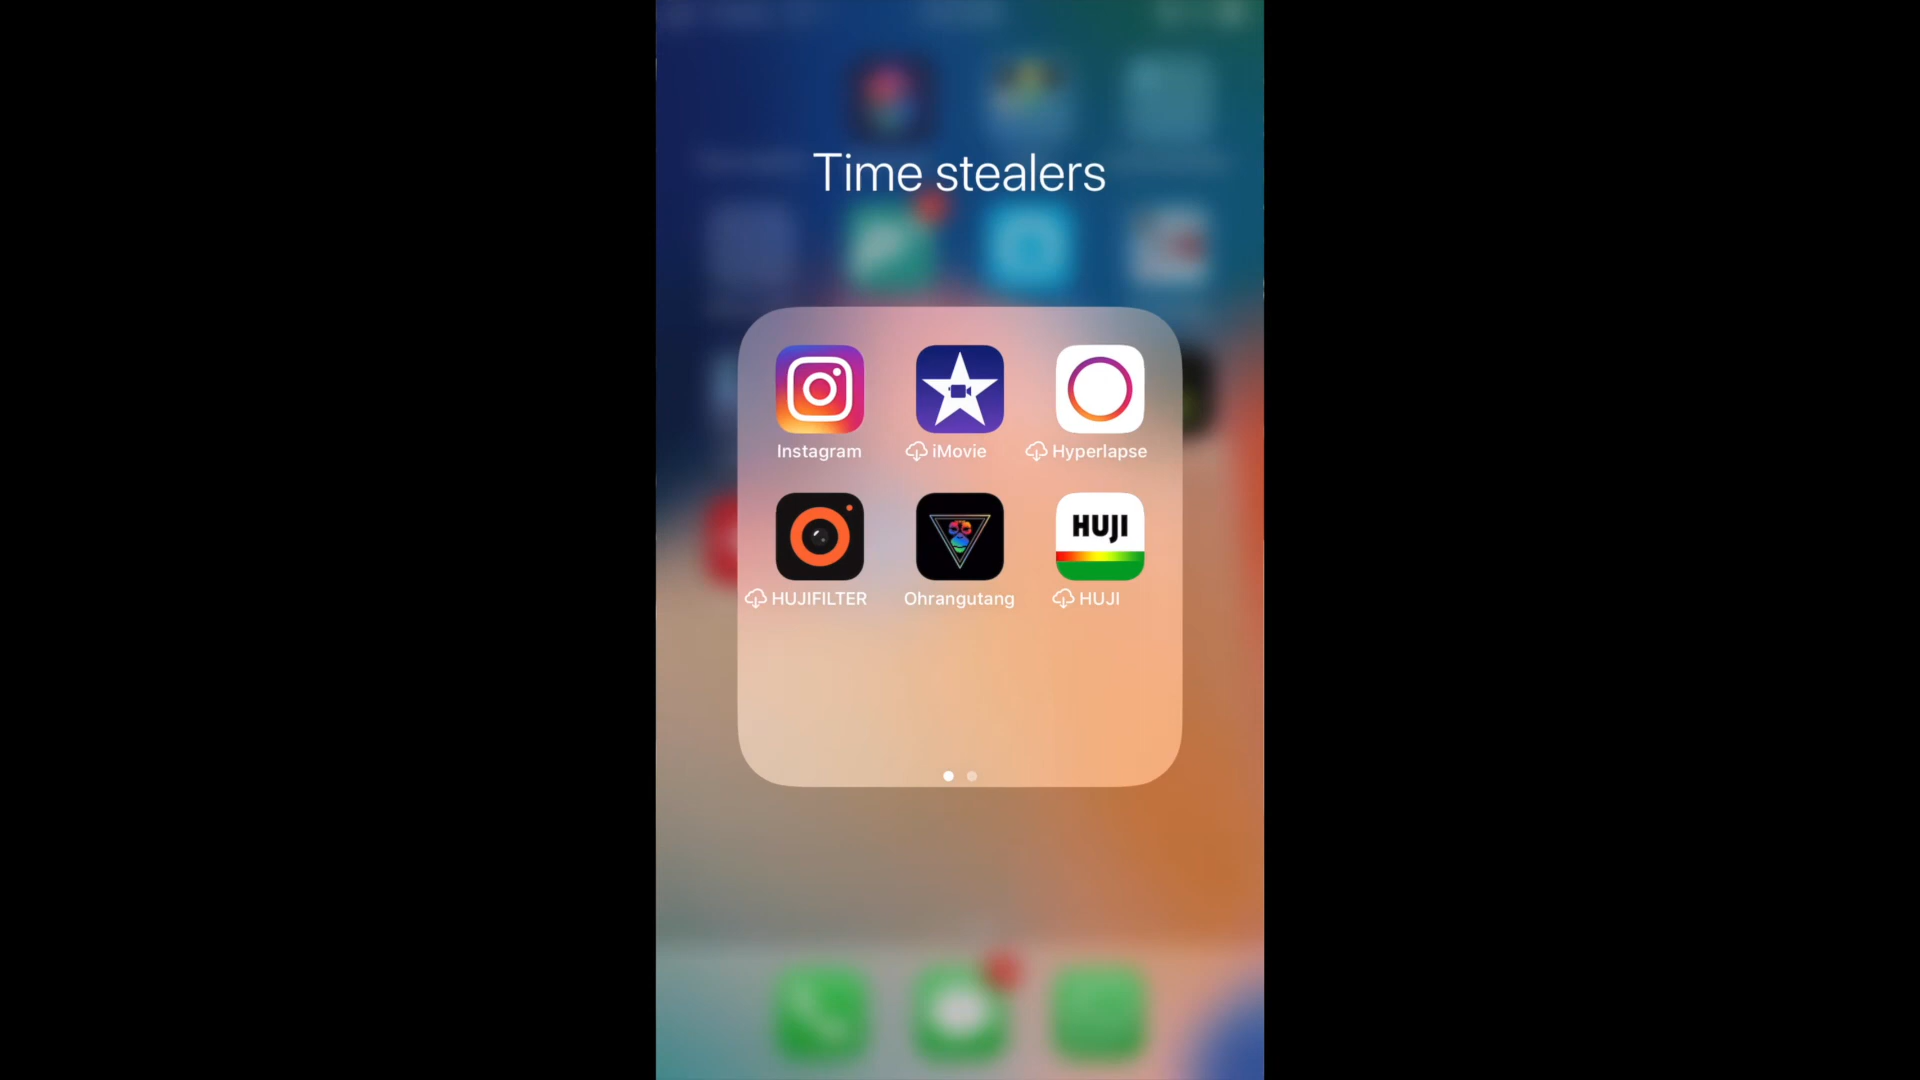 Time stealers
Instagram
iMovie
Hyperlapse
HUJI
HUJIFILTER
Ohrangutang
HUJI